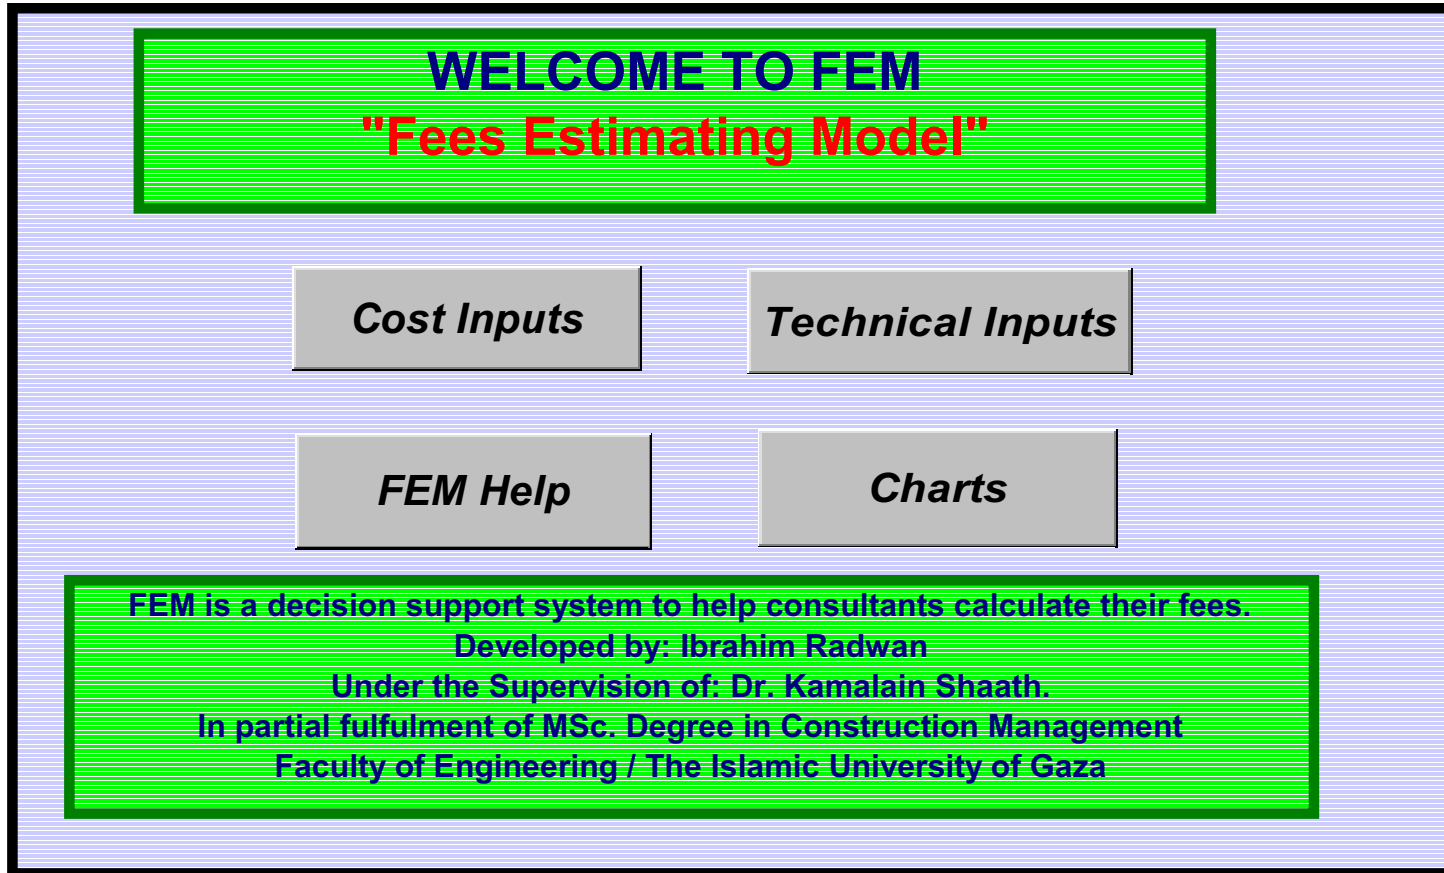 WELCOME TO FEM
"Fees Estimating Model"
Cost Inputs
Technical Inputs
FEM Help
Charts
FEM is a decision support system to help consultants calculate their fees.
Developed by: Ibrahim Radwan
Under the Supervision of: Dr. Kamalain Shaath.
In partial fulfulment of MSc. Degree in Construction Management
Faculty of Engineering / The Islamic University of Gaza